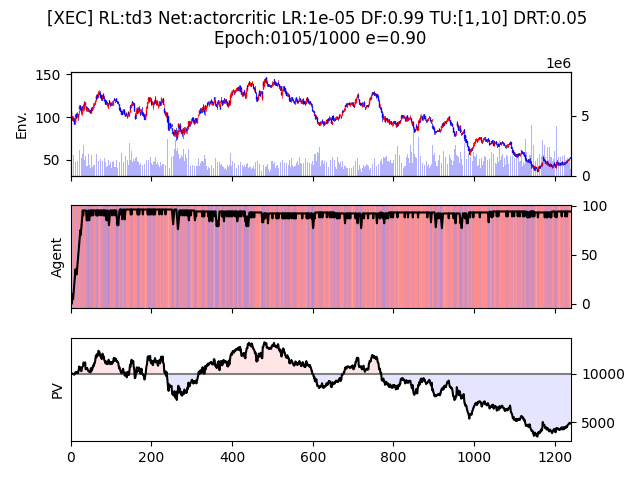 [XEC] RL:td3 Net:actorcritic LR:1e-05 DF:0.99 TU:[1,10] DRT:0.05
Epoch:0105/1000 e=0.90
1e6
150
100
50
Env.
5
0
Agent
100
50
0
PV
10000
5000
0 200 400 600 800 1000 1200